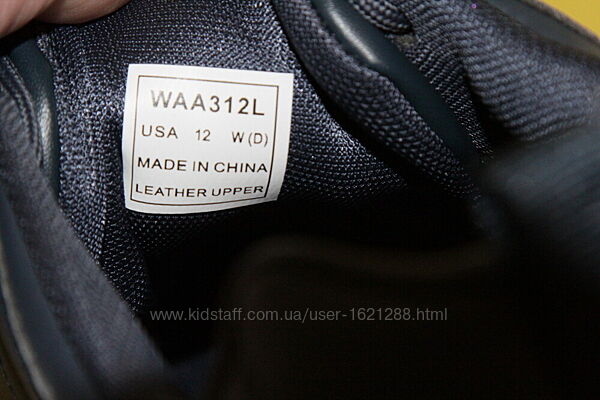 WAA312L
USA 12 W(D)
MADE IN CHINA
LEATHER UPPER
www.kidstaff.com.ua/user-1621288.html